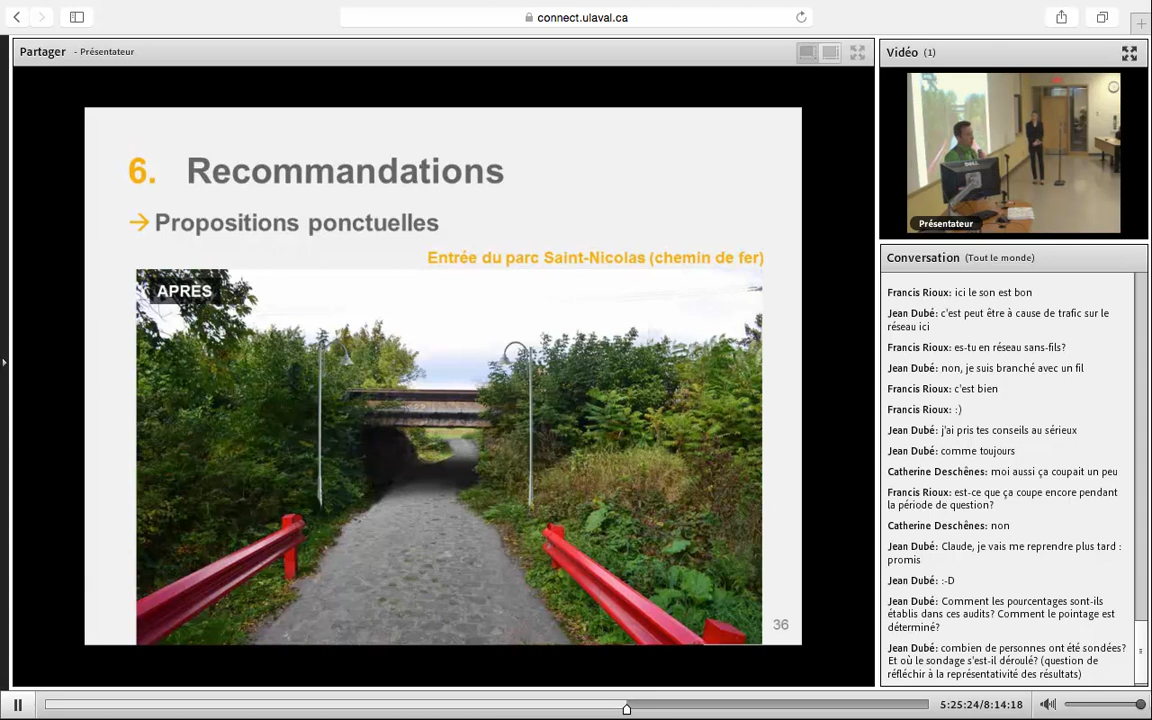 connect.ulaval.ca
Partager - Présentateur
6. Recommandations
→ Propositions ponctuelles
Entrée du parc Saint-Nicolas (chemin de fer)
APRÈS
36
Vidéo (1)
DELL
Présentateur
Conversation (Tout le monde)
Francis Rioux: ici le son est bon
Jean Dubé: c'est peut être à cause de trafic sur le
réseau ici
Francis Rioux: es-tu en réseau sans-fils?
Jean Dubé: non, je suis branché avec un fil
Francis Rioux: c'est bien
Francis Rioux: :)
Jean Dubé: j'ai pris tes conseils au sérieux
Jean Dubé: comme toujours
Catherine Deschênes: moi aussi ça coupait un peu
Francis Rioux: est-ce que ça coupe encore pendant
la période de question?
Catherine Deschênes: non
Jean Dubé: Claude, je vais me reprendre plus tard :
promis
Jean Dubé: :-D
Jean Dubé: Comment les pourcentages sont-ils
établis dans ces audits? Comment le pointage est
déterminé?
Jean Dubé: combien de personnes ont été sondées?
Et où le sondage s'est-il déroulé? (question de
réfléchir à la représentativité des résultats)
5:25:24/8:14:18